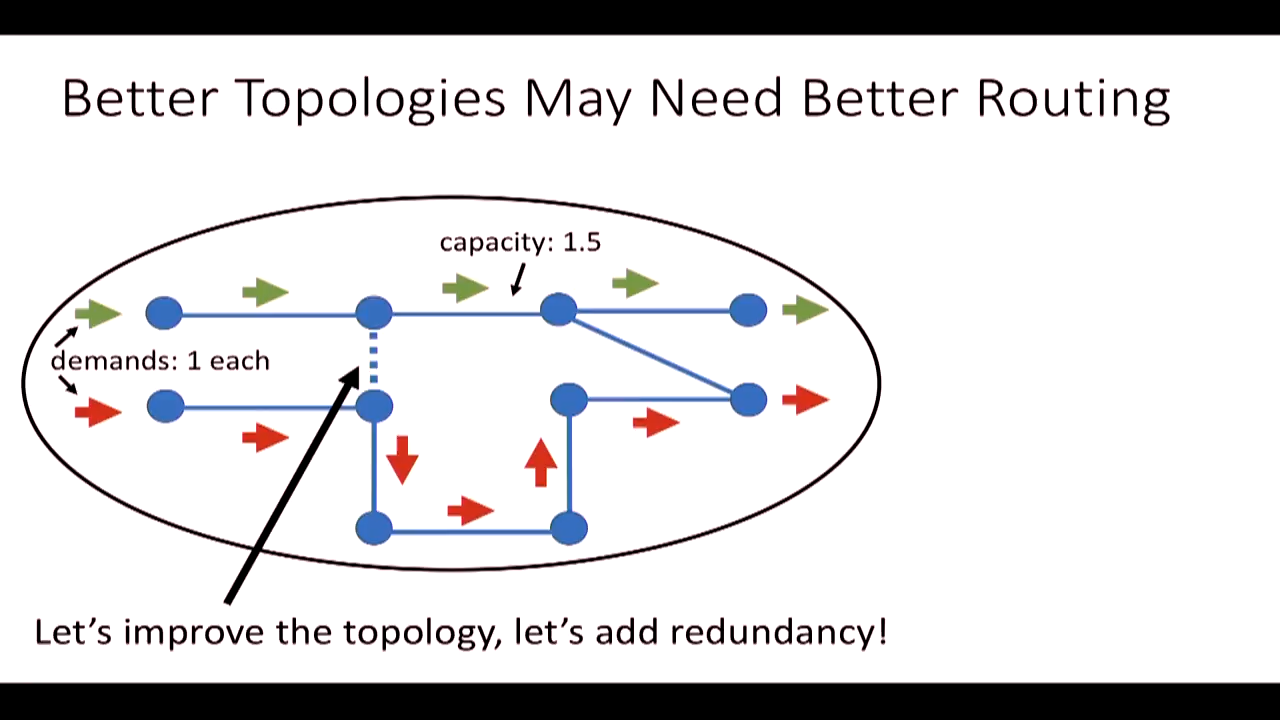 Better Topologies May Need Better Routing
capacity: 1.5
demands: 1 each
Let’s improve the topology, let’s add redundancy!